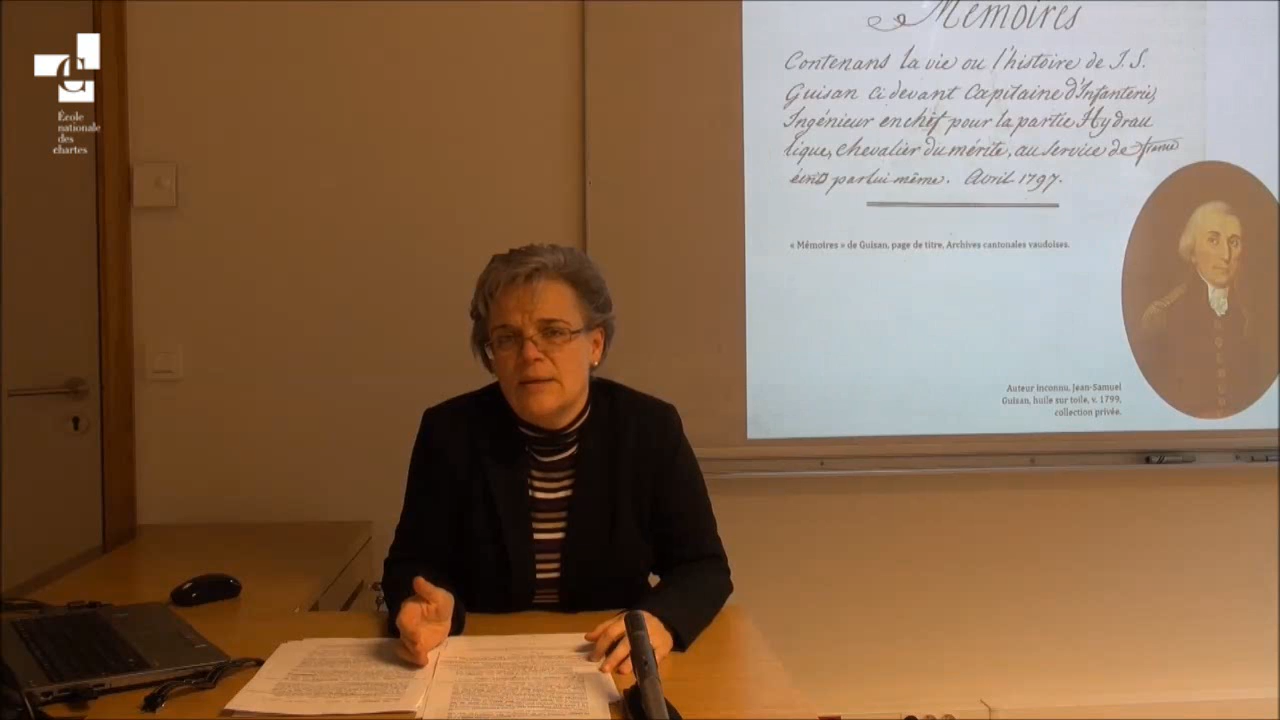 École
nationale
des
chartes
Mémoires
Contenans la vie ou l'histoire de J. S.
Guisan ci devant Capitaine d'Infanterie,
Ingénieur en chef pour la partie Hydrau
lique, chevalier du mérite, au service de france
par lui même. Avril 1797.
« Mémoires » de Guisan, page de titre, Archives cantonales vaudoises.
Auteur inconnu, Jean-Samuel
Guisan, huile sur toile, v. 1799,
collection privée.